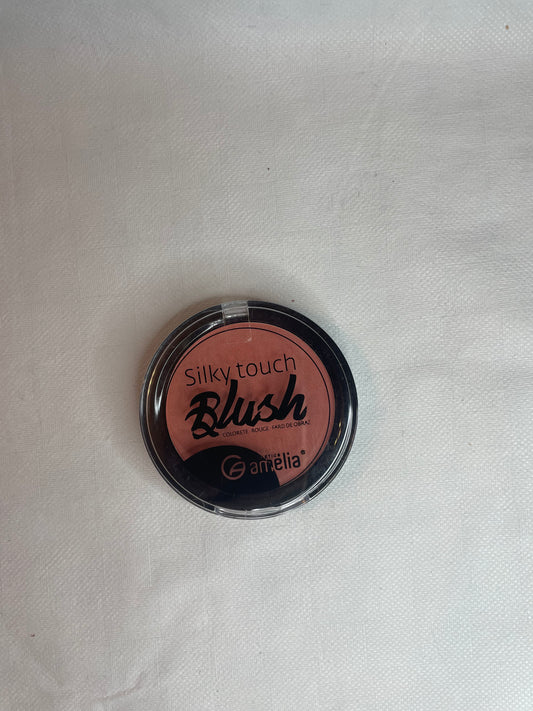 Silky touch
Blush
COLORETE. ROUGE. FARD DE OBRAZ
amelia®